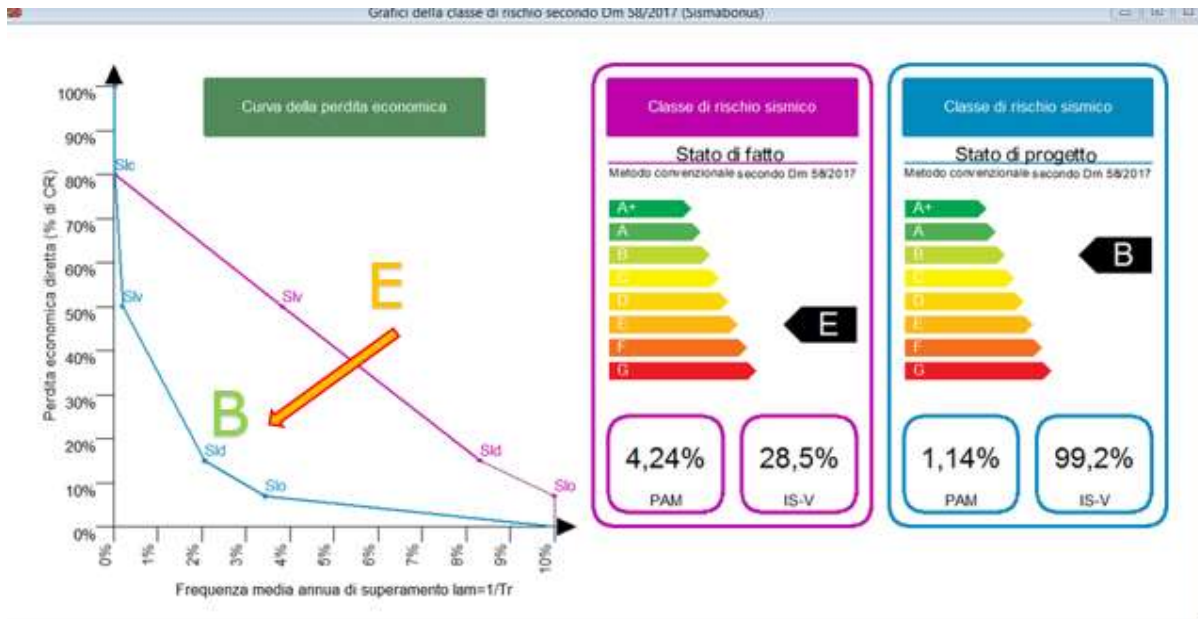 Grafici della classe di rischio secondo Dm 58/2017 (Sismabonus)
Curva della perdita economica
Perdita economica diretta (% di CR)
100%
90%
80%
70%
60%
50%
40%
30%
20%
10%
0%
Slc
Slv
Slv
E
B
Sld
Sld
Slo
Slo
0%
1%
2%
3%
4%
5%
6%
7%
8%
9%
10%
Frequenza media annua di superamento lam=1/Tr
Classe di rischio sismico
Stato di fatto
Metodo convenzionale secondo Dm 58/2017
A+
A
B
C
D
E
F
G
E
4,24%
PAM
28,5%
IS-V
Classe di rischio sismico
Stato di progetto
Metodo convenzionale secondo Dm 58/2017
A+
A
B
C
D
E
F
G
B
1,14%
PAM
99,2%
IS-V